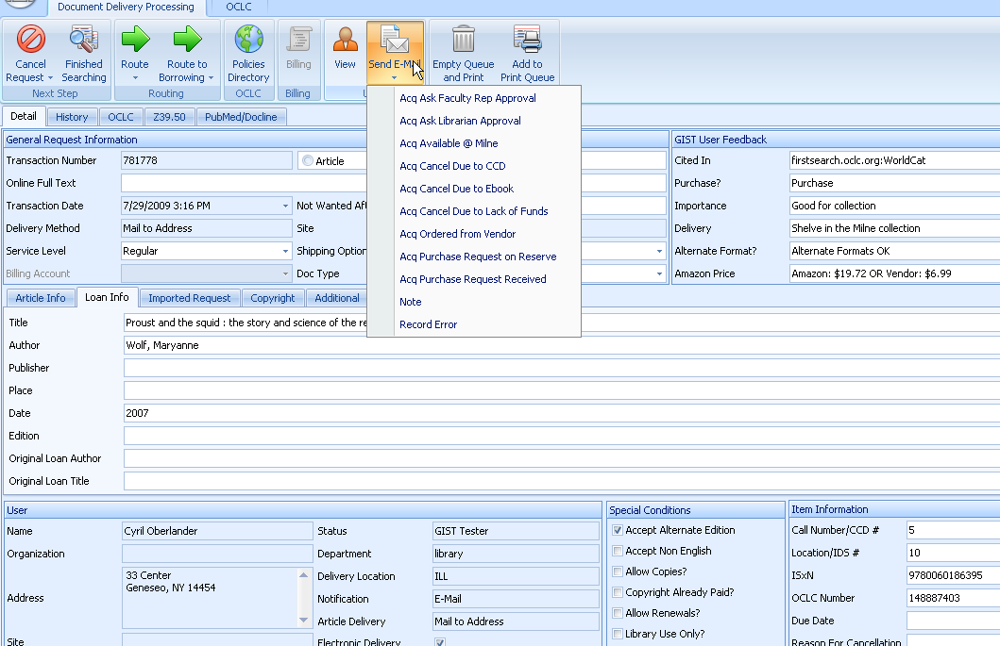 Document Delivery Processing OCLC
Cancel Request Finished Searching Route Route to Borrowing Policies Directory Billing View Send E-Mail Empty Queue and Print Add to Print Queue
Next Step Routing OCLC Billing
Detail History OCLC Z39.50 PubMed/Docline
Acq Ask Faculty Rep Approval
Acq Ask Librarian Approval
Acq Available @ Milne
Acq Cancel Due to CCD
Acq Cancel Due to Ebook
Acq Cancel Due to Lack of Funds
Acq Ordered from Vendor
Acq Purchase Request on Reserve
Acq Purchase Request Received
Note
Record Error
General Request Information
Transaction Number 781778 Article
Online Full Text
Transaction Date 7/29/2009 3:16 PM Not Wanted
Delivery Method Mail to Address Site
Service Level Regular Shipping
Billing Account Doc Type
GIST User Feedback
Cited In firstsearch.oclc.org:WorldCat
Purchase? Purchase
Importance Good for collection
Delivery Shelve in the Milne collection
Alternate Format? Alternate Formats OK
Amazon Price Amazon: $19.72 OR Vendor: $6.99
Article Info Loan Info Imported Request Copyright Additional
Title Proust and the squid : the story and science of the
Author Wolf, Maryanne
Publisher
Place
Date 2007
Edition
Original Loan Author
Original Loan Title
User
Name Cyril Oberlander Status GIST Tester
Organization Department library
Address 33 Center Delivery Location ILL
Geneseo, NY 14454
Notification E-Mail
Article Delivery Mail to Address
Site Electronic Delivery
Special Conditions
Accept Alternate Edition
Accept Non English
Allow Copies?
Copyright Already Paid?
Allow Renewals?
Library Use Only?
Item Information
Call Number/CCD # 5
Location/IDS # 10
ISxN 9780060186395
OCLC Number 148887403
Due Date
Reason For Cancellation